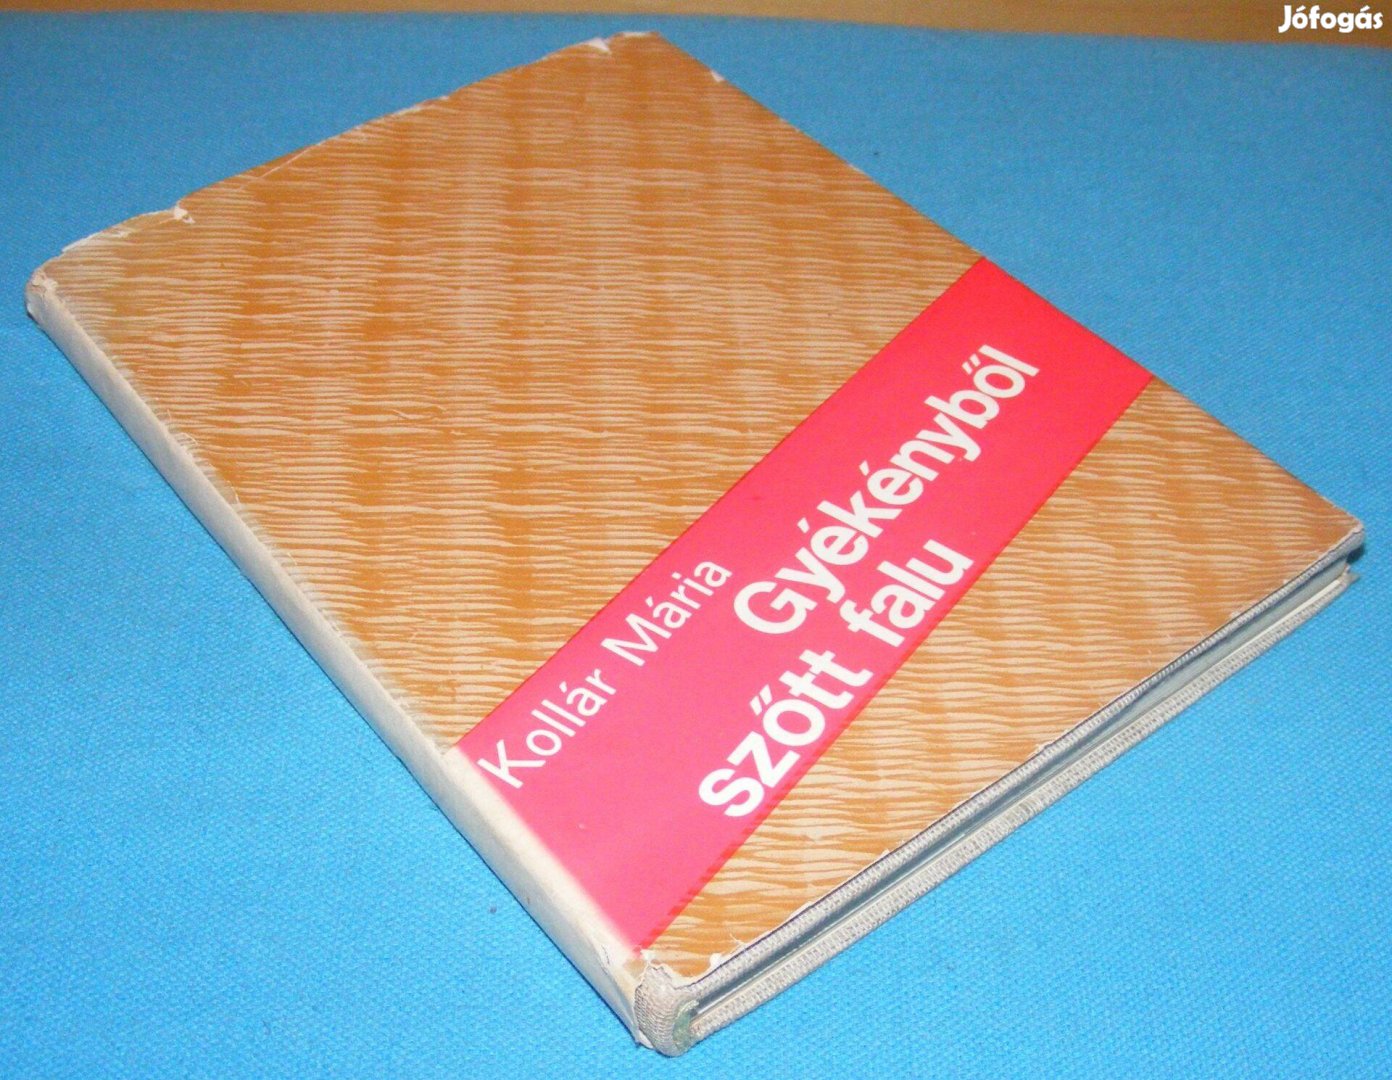 Jófogás
Kollár Mária
Gyékényből
szőtt falu